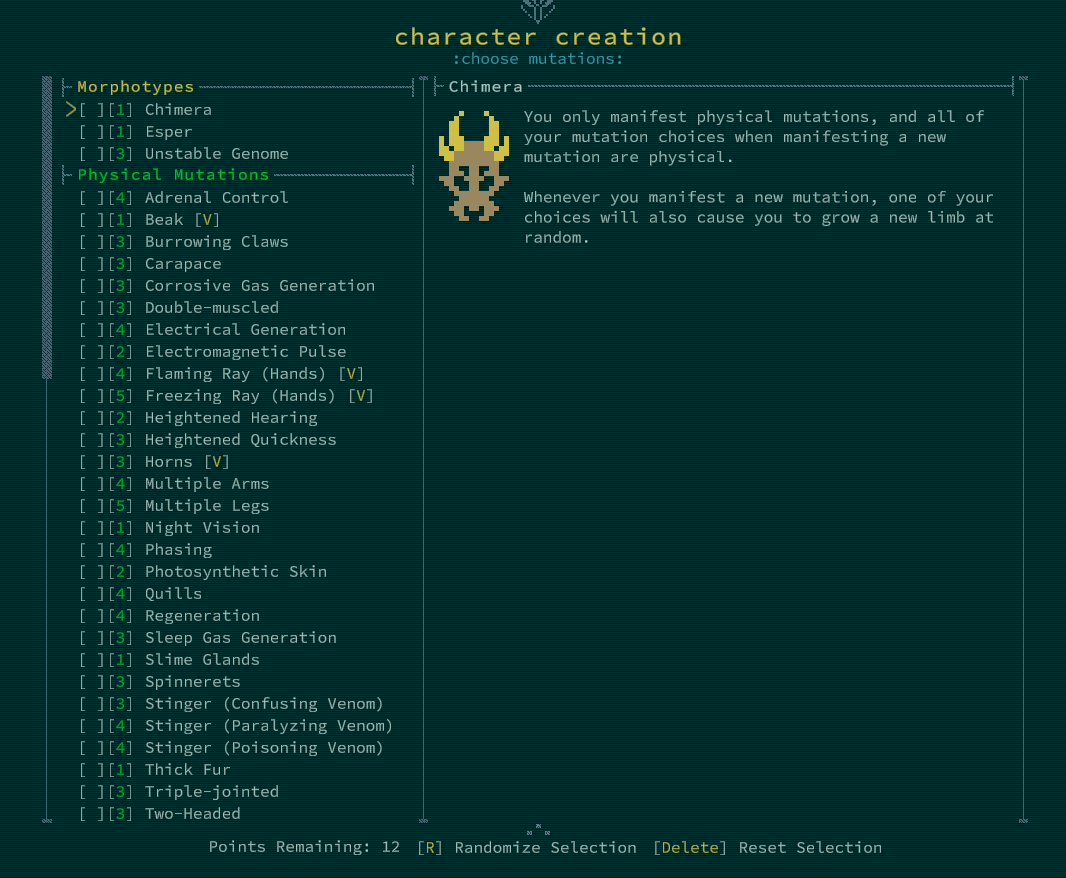 character creation
:choose mutations:
Morphotypes
>[ ][1] Chimera
[ ][1] Esper
[ ][3] Unstable Genome
Physical Mutations
[ ][4] Adrenal Control
[ ][1] Beak [V]
[ ][3] Burrowing Claws
[ ][3] Carapace
[ ][3] Corrosive Gas Generation
[ ][3] Double-muscled
[ ][4] Electrical Generation
[ ][2] Electromagnetic Pulse
[ ][4] Flaming Ray (Hands) [V]
[ ][5] Freezing Ray (Hands) [V]
[ ][2] Heightened Hearing
[ ][3] Heightened Quickness
[ ][3] Horns [V]
[ ][4] Multiple Arms
[ ][5] Multiple Legs
[ ][1] Night Vision
[ ][4] Phasing
[ ][2] Photosynthetic Skin
[ ][4] Quills
[ ][4] Regeneration
[ ][3] Sleep Gas Generation
[ ][1] Slime Glands
[ ][3] Spinnerets
[ ][3] Stinger (Confusing Venom)
[ ][4] Stinger (Paralyzing Venom)
[ ][4] Stinger (Poisoning Venom)
[ ][1] Thick Fur
[ ][3] Triple-jointed
[ ][3] Two-Headed
Chimera
You only manifest physical mutations, and all of
your mutation choices when manifesting a new
mutation are physical.
Whenever you manifest a new mutation, one of your
choices will also cause you to grow a new limb at
random.
Points Remaining: 12 [R] Randomize Selection [Delete] Reset Selection